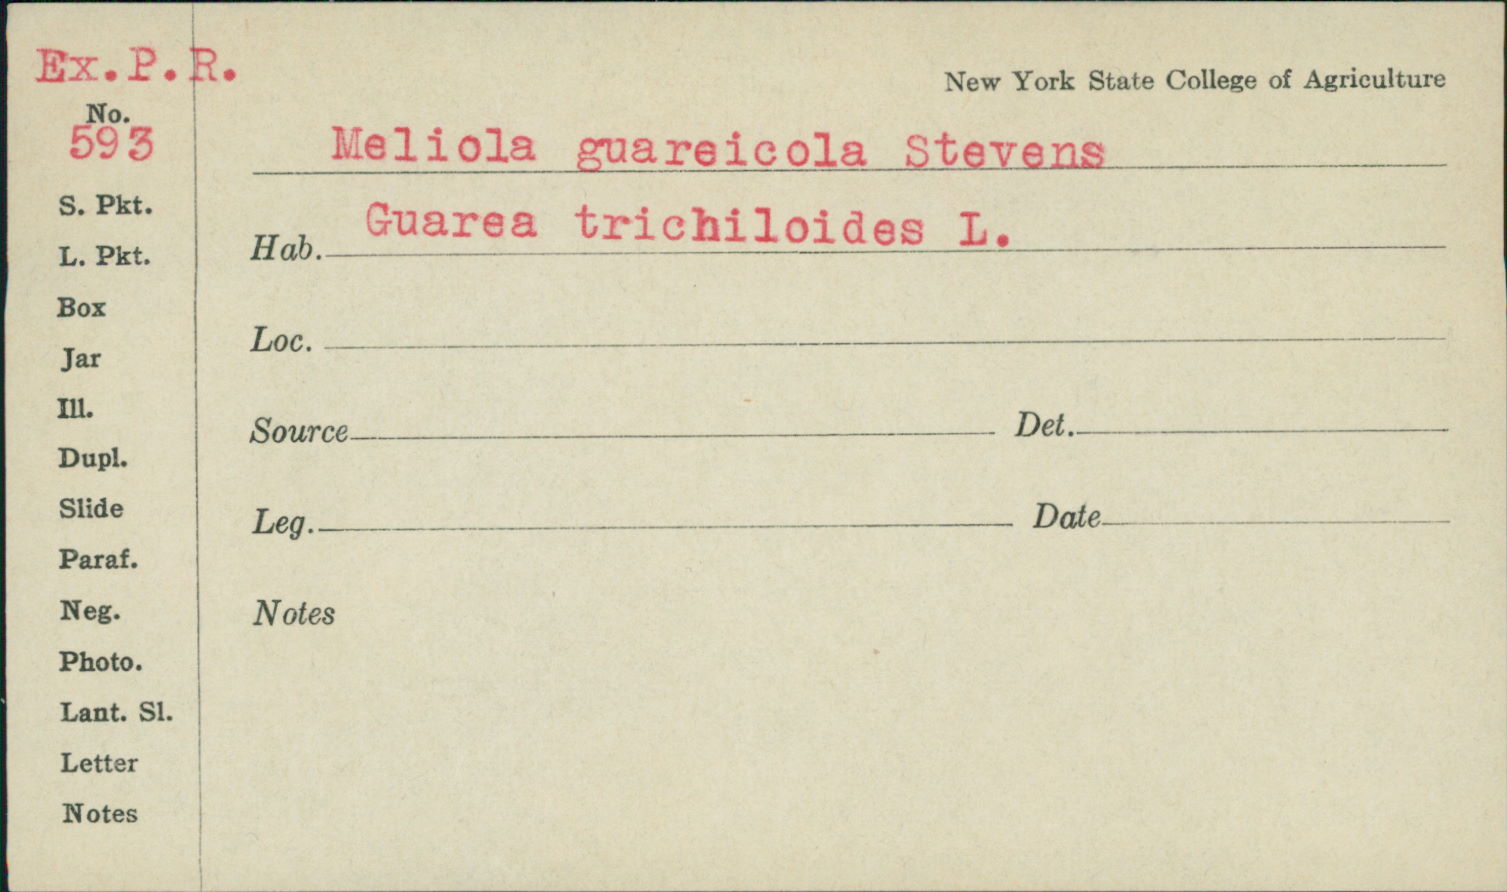 Ex.P.R.
New York State College of Agriculture
No.
593
Meliola guareicola Stevens
S. Pkt.
Hab. Guarea trichiloides L.
L. Pkt.
Box
Loc.
Jar
Ill.
Source Det.
Dupl.
Slide
Leg. Date
Paraf.
Neg.
Notes
Photo.
Lant. Sl.
Letter
Notes